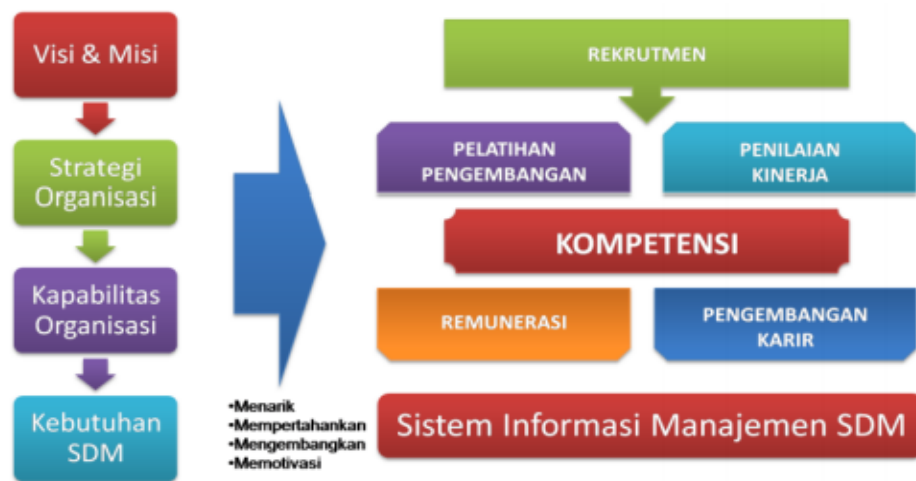 Visi & Misi
Strategi
Organisasi
Kapabilitas
Organisasi
Kebutuhan
SDM
•Menarik
•Mempertahankan
•Mengembangkan
•Memotivasi
REKRUTMEN
PELATIHAN
PENGEMBANGAN
PENILAIAN
KINERJA
KOMPETENSI
REMUNERASI
PENGEMBANGAN
KARIR
Sistem Informasi Manajemen SDM